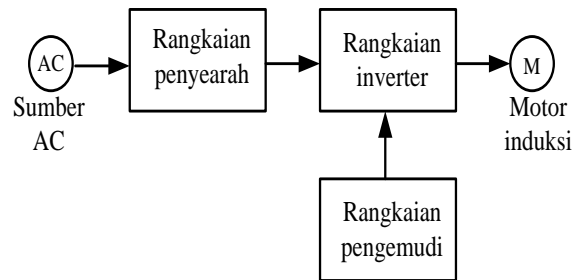 AC
Sumber
AC
Rangkaian
penyearah
Rangkaian
inverter
M
Motor
induksi
Rangkaian
pengemudi